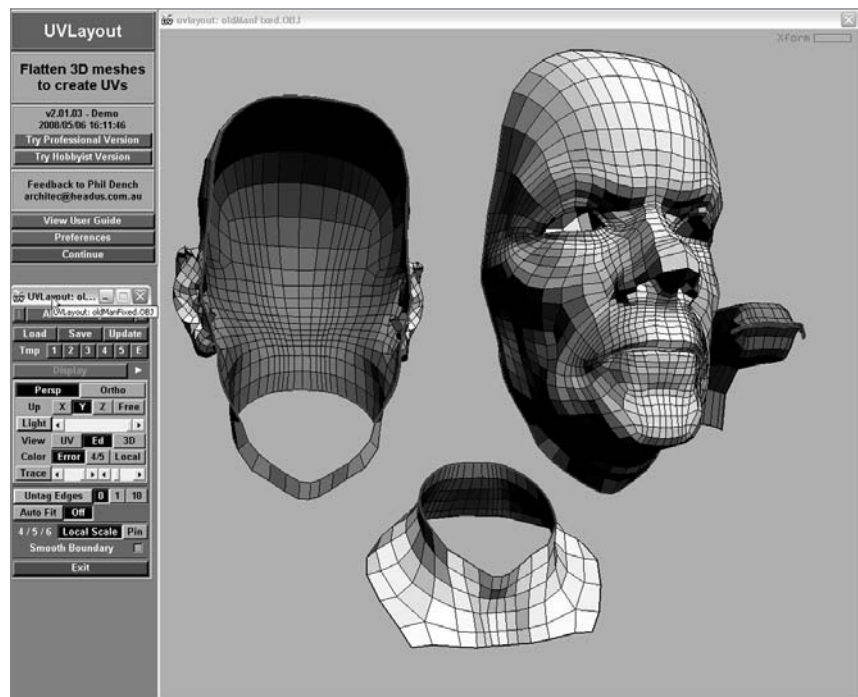 UVLayout
Flatten 3D meshes
to create UVs
v2.01.03 - Demo
2008/05/06 16:11:46
Try Professional Version
Try Hobbyist Version
Feedback to Phil Dench
architec@headus.com.au
View User Guide
Preferences
Continue
uvlayout: oldManFixed.OBJ
Xform
UVLayout: oL...
UVLayout: oldManFixed.OBJ
Load Save Update
Tmp 1 2 3 4 5 E
Display
Persp Ortho
Up X Y Z Free
Light
View UV Ed 3D
Color Error 4/5 Local
Trace
Untag Edges 0 1 10
Auto Fit Off
4 / 5 / 6 Local Scale Pin
Smooth Boundary
Exit